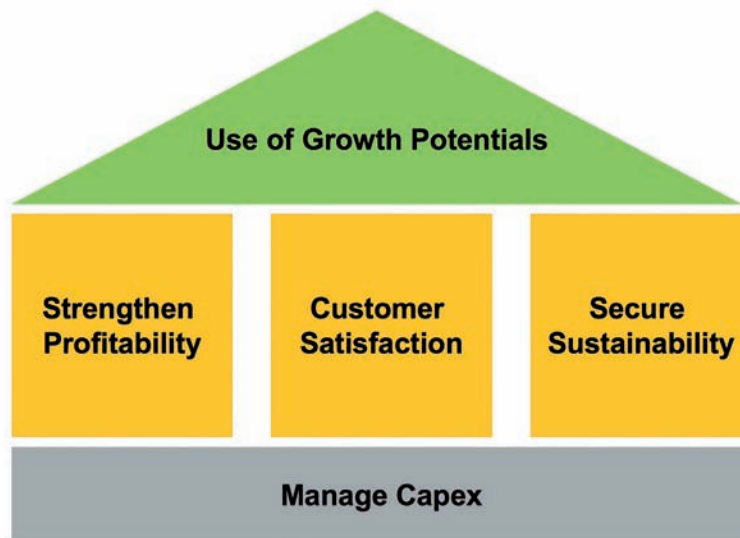 Use of Growth Potentials
Strengthen
Profitability
Customer
Satisfaction
Secure
Sustainability
Manage Capex